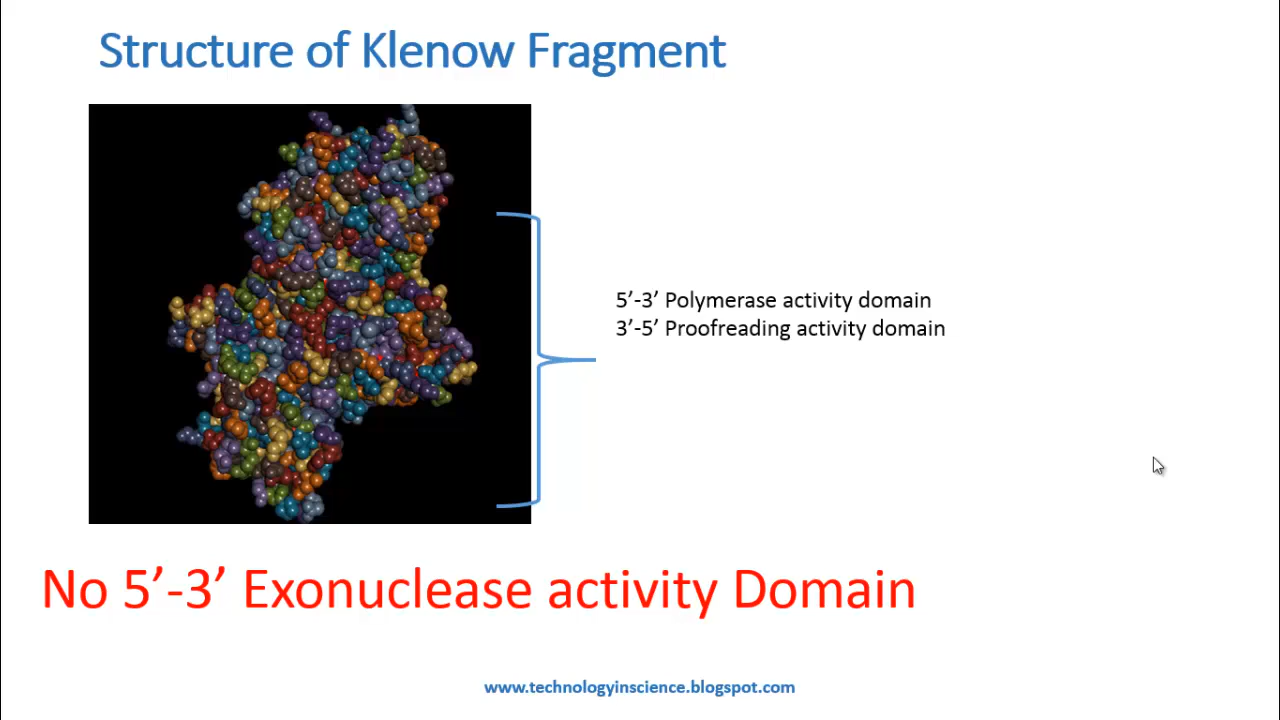 Structure of Klenow Fragment
5’-3’ Polymerase activity domain
3’-5’ Proofreading activity domain
No 5’-3’ Exonuclease activity Domain
www.technologyinscience.blogspot.com